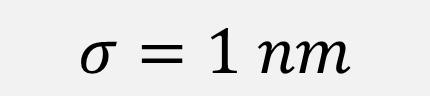 σ = 1 nm